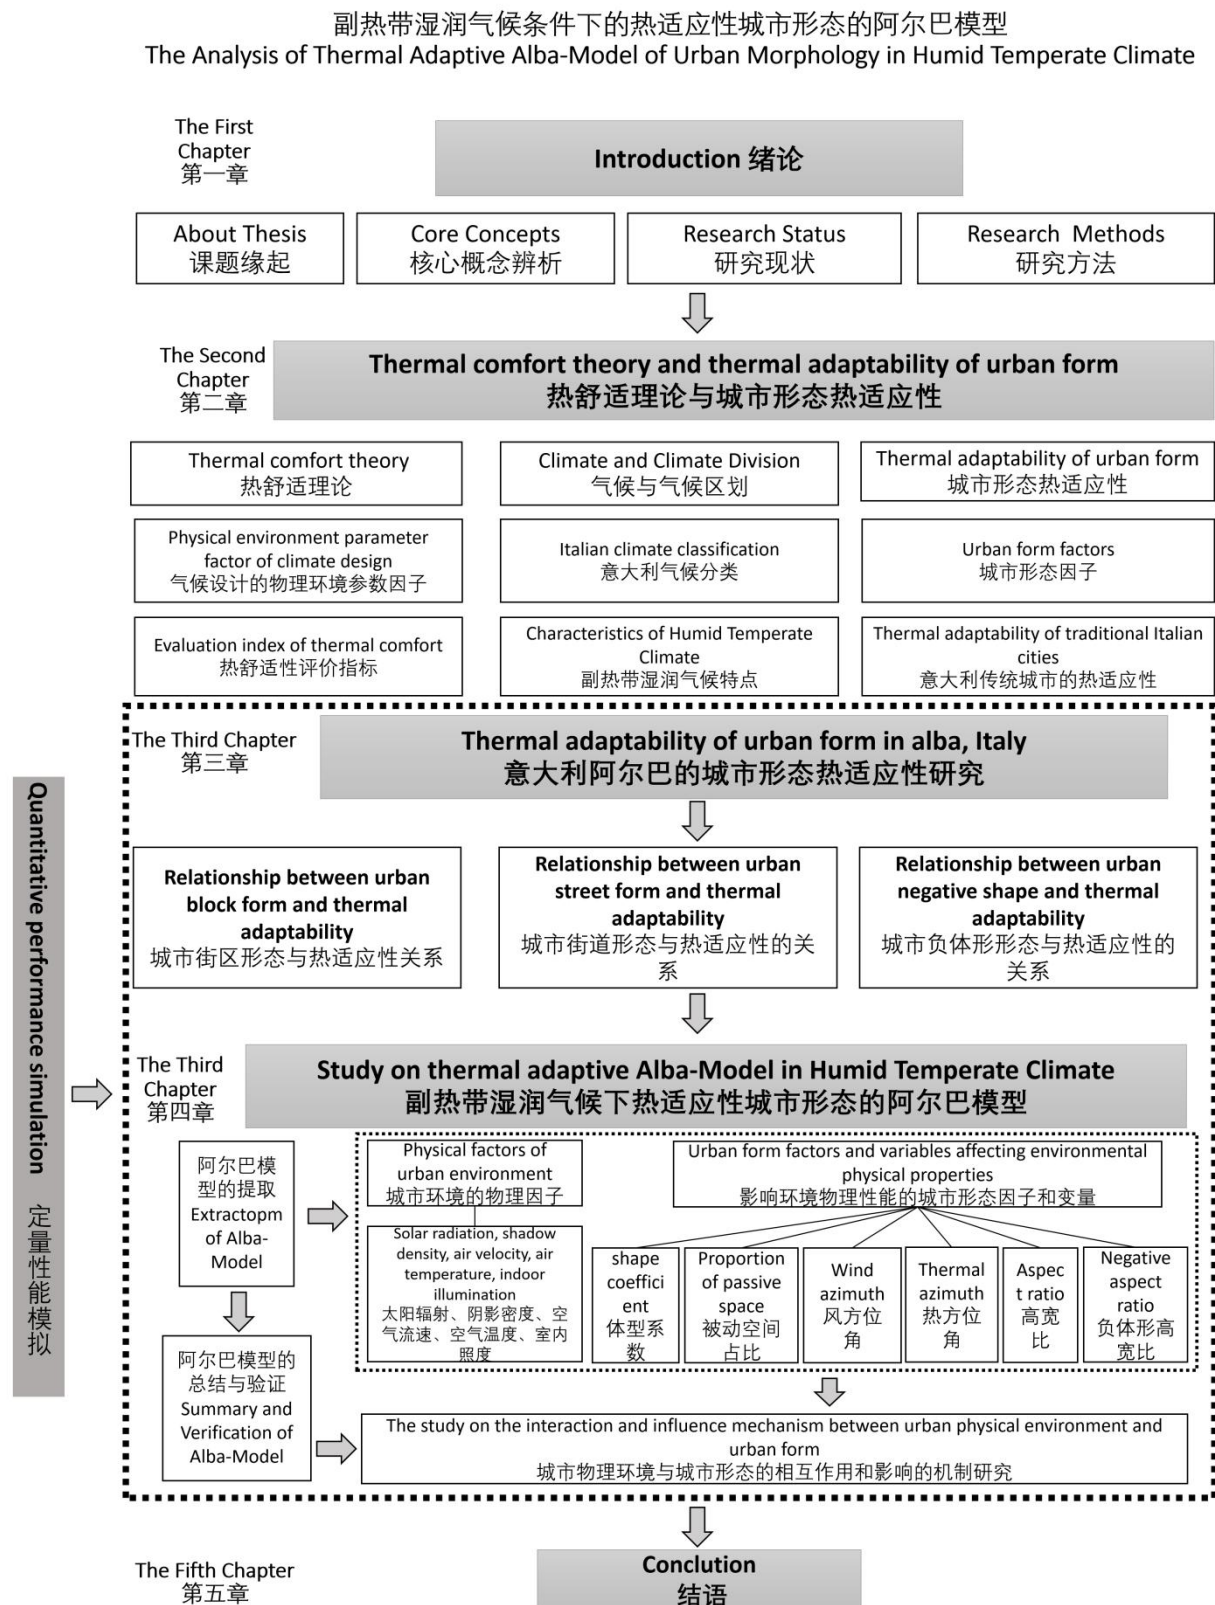 副热带湿润气候条件下的热适应性城市形态的阿尔巴模型
The Analysis of Thermal Adaptive Alba-Model of Urban Morphology in Humid Temperate Climate
The First
Chapter
第一章
Introduction 绪论
About Thesis
课题缘起
Core Concepts
核心概念辨析
Research Status
研究现状
Research Methods
研究方法
The Second
Chapter
第二章
Thermal comfort theory and thermal adaptability of urban form
热舒适理论与城市形态热适应性
Thermal comfort theory
热舒适理论
Climate and Climate Division
气候与气候区划
Thermal adaptability of urban form
城市形态热适应性
Physical environment parameter
factor of climate design
气候设计的物理环境参数因子
Italian climate classification
意大利气候分类
Urban form factors
城市形态因子
Evaluation index of thermal comfort
热舒适性评价指标
Characteristics of Humid Temperate
Climate
副热带湿润气候特点
Thermal adaptability of traditional Italian
cities
意大利传统城市的热适应性
Quantitative performance simulation 定量性能模拟
The Third Chapter
第三章
Thermal adaptability of urban form in alba, Italy
意大利阿尔巴的城市形态热适应性研究
Relationship between urban
block form and thermal
adaptability
城市街区形态与热适应性关系
Relationship between urban
street form and thermal
adaptability
城市街道形态与热适应性的关
系
Relationship between urban
negative shape and thermal
adaptability
城市负体形形态与热适应性的
关系
The Third
Chapter
第四章
Study on thermal adaptive Alba-Model in Humid Temperate Climate
副热带湿润气候下热适应性城市形态的阿尔巴模型
阿尔巴模
型的提取
Extractopm
of Alba-
Model
Physical factors of
urban environment
城市环境的物理因子
Urban form factors and variables affecting environmental
physical properties
影响环境物理性能的城市形态因子和变量
Solar radiation, shadow
density, air velocity, air
temperature, indoor
illumination
太阳辐射、阴影密度、空
气流速、空气温度、室内
照度
shape
coeffici
ent
体型系
数
Proportion
of passive
space
被动空间
占比
Wind
azimuth
风方位
角
Thermal
azimuth
热方位
角
Aspec
t ratio
高宽
比
Negative
aspect
ratio
负体形高
宽比
阿尔巴模型的
总结与验证
Summary and
Verification of
Alba-Model
The study on the interaction and influence mechanism between urban physical environment and
urban form
城市物理环境与城市形态的相互作用和影响的机制研究
The Fifth Chapter
第五章
Conclution
结语